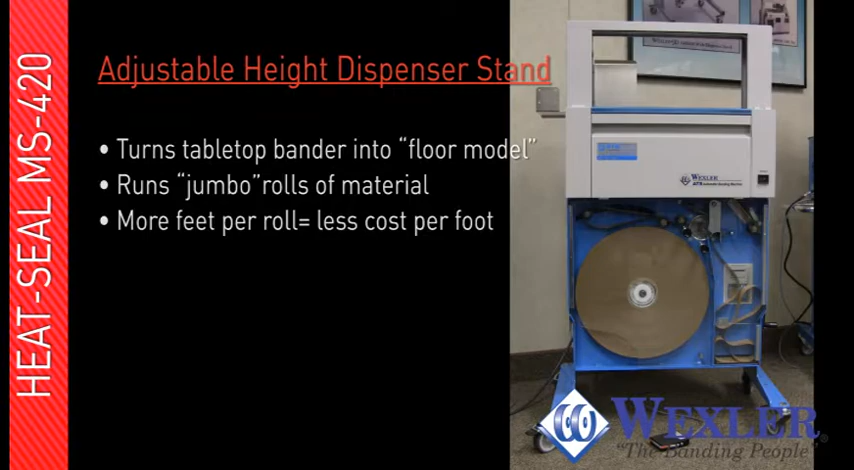 HEAT-SEAL MS-420
Adjustable Height Dispenser Stand
• Turns tabletop bander into “floor model”
• Runs “jumbo”rolls of material
• More feet per roll= less cost per foot
WEXLER
WEXLER®
"The Banding People"